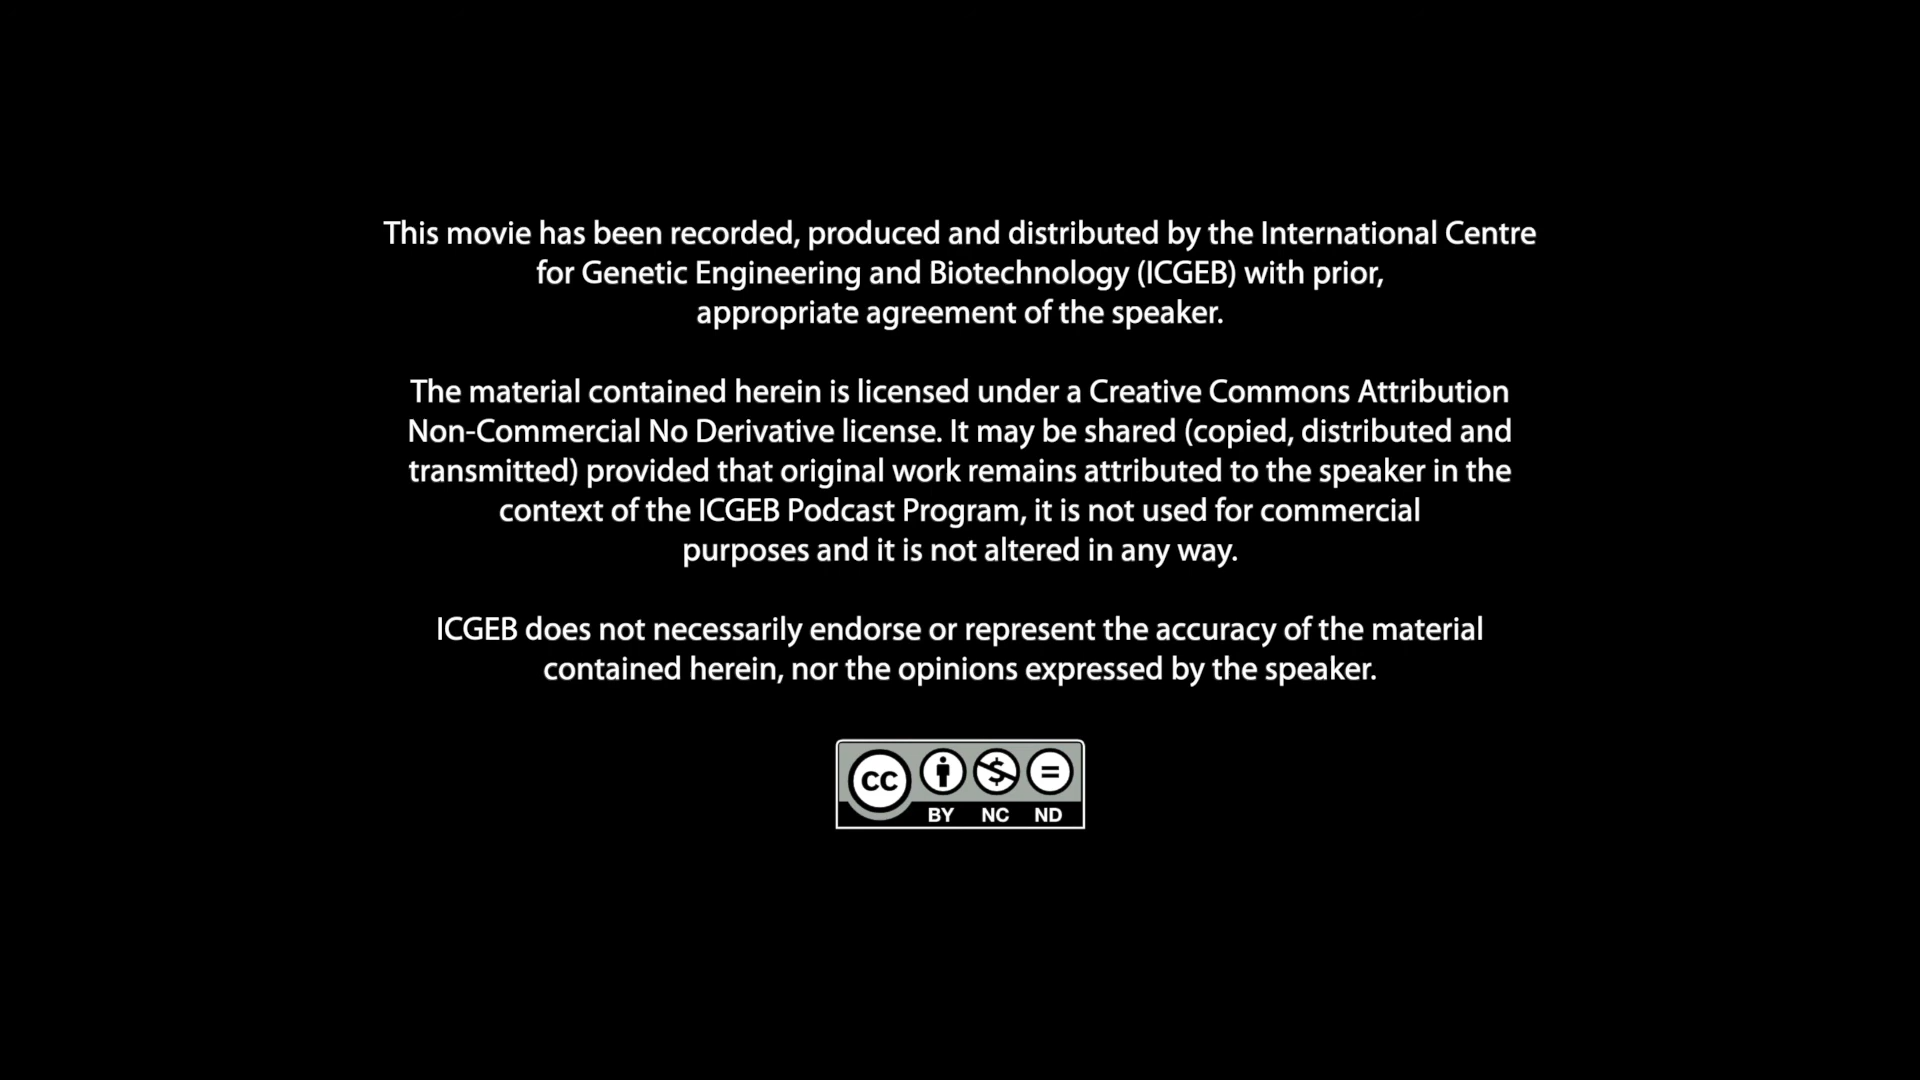 This movie has been recorded, produced and distributed by the International Centre
for Genetic Engineering and Biotechnology (ICGEB) with prior,
appropriate agreement of the speaker.
The material contained herein is licensed under a Creative Commons Attribution
Non-Commercial No Derivative license. It may be shared (copied, distributed and
transmitted) provided that original work remains attributed to the speaker in the
context of the ICGEB Podcast Program, it is not used for commercial
purposes and it is not altered in any way.
ICGEB does not necessarily endorse or represent the accuracy of the material
contained herein, nor the opinions expressed by the speaker.
CC
BY NC ND